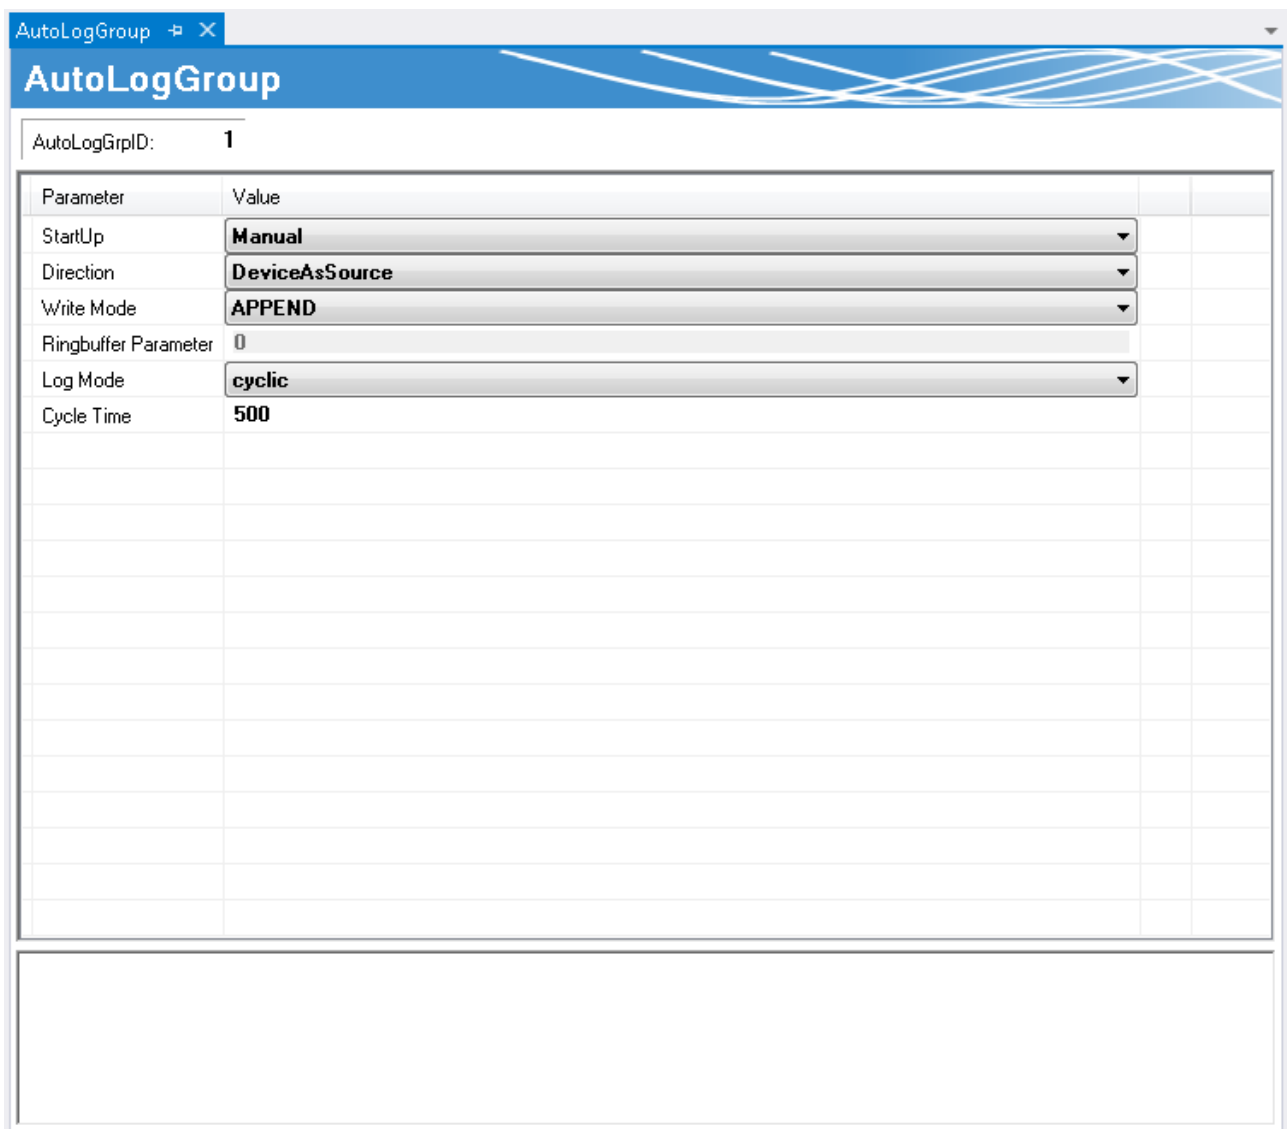 AutoLogGroup
AutoLogGroup
AutoLogGrpID: 1
Parameter Value
StartUp Manual
Direction DeviceAsSource
Write Mode APPEND
Ringbuffer Parameter 0
Log Mode cyclic
Cycle Time 500